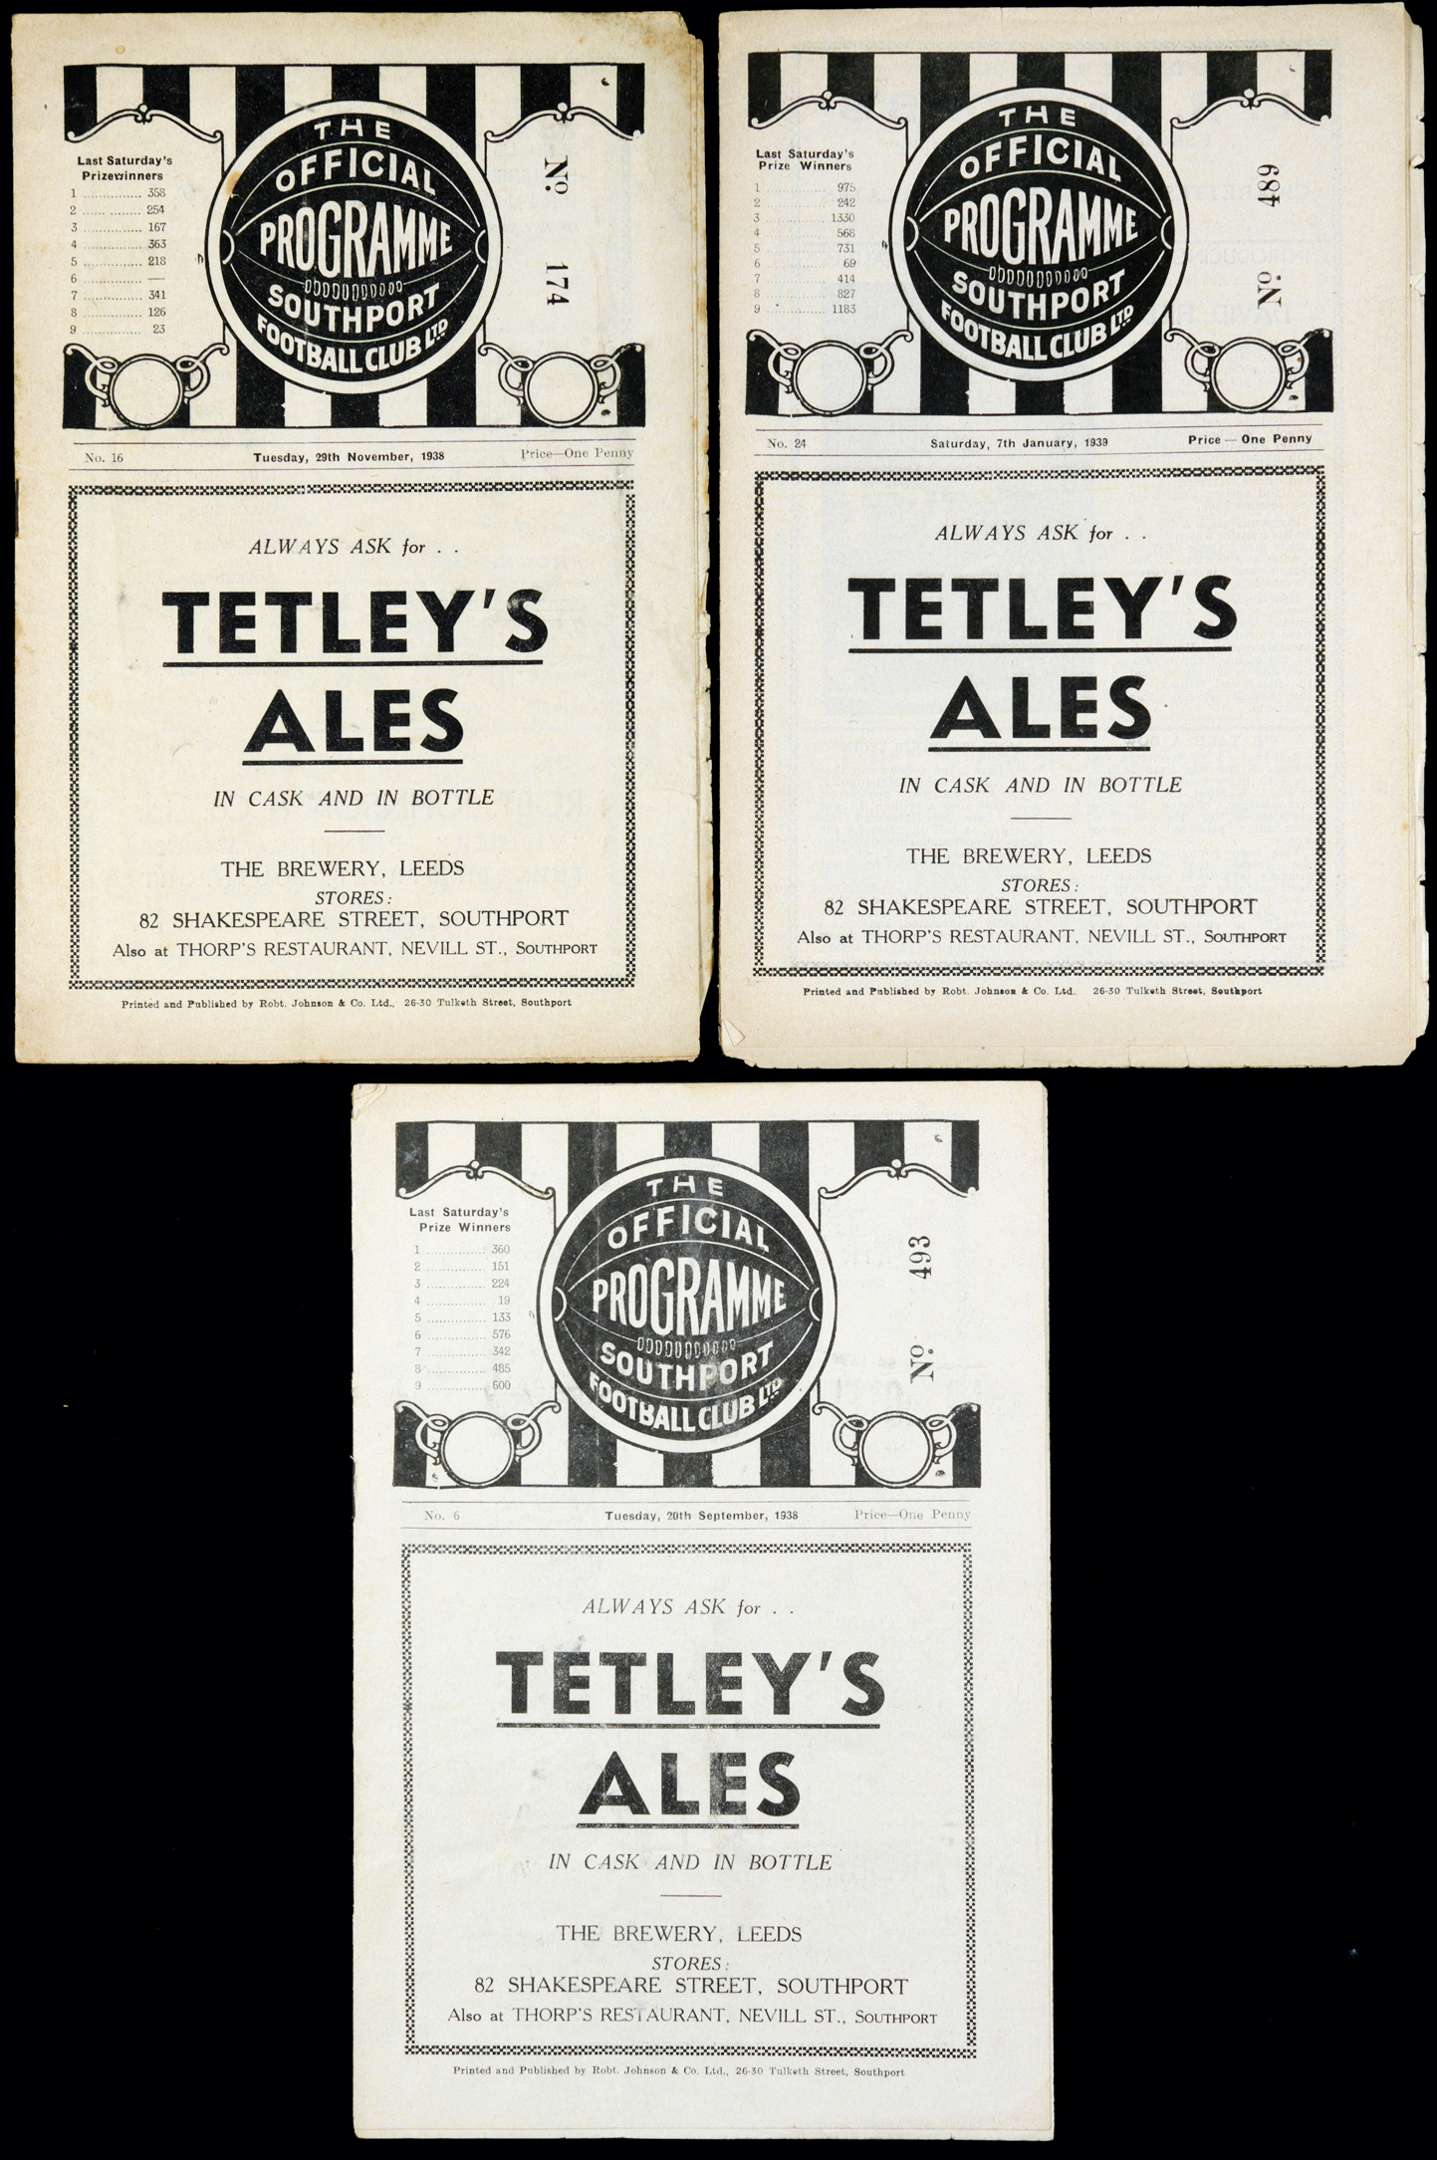 Last Saturday's
Prizewinners
1 .............. 358
2 ...... ........ 254
3 .............. 167
4 .............. 363
5 .............. 218
6 .............. —
7 .............. 341
8 .............. 126
9 .............. 23
THE
OFFICIAL
PROGRAMME
SOUTHPORT
FOOTBALL CLUB LTD
No. 174
No. 16 Tuesday, 29th November, 1938 Price—One Penny
ALWAYS ASK for . .
TETLEY'S
ALES
IN CASK AND IN BOTTLE
THE BREWERY, LEEDS
STORES:
82 SHAKESPEARE STREET, SOUTHPORT
Also at THORP'S RESTAURANT, NEVILL ST., SOUTHPORT
Printed and Published by Robt. Johnson & Co. Ltd., 26-30 Tulketh Street, Southport
Last Saturday's
Prize Winners
1 .............. 975
2 .............. 242
3 .............. 1330
4 .............. 568
5 .............. 731
6 .............. 69
7 .............. 414
8 .............. 827
9 .............. 1183
THE
OFFICIAL
PROGRAMME
SOUTHPORT
FOOTBALL CLUB LTD
No. 489
No. 24 Saturday, 7th January, 1939 Price — One Penny
ALWAYS ASK for . .
TETLEY'S
ALES
IN CASK AND IN BOTTLE
THE BREWERY, LEEDS
STORES:
82 SHAKESPEARE STREET, SOUTHPORT
Also at THORP'S RESTAURANT, NEVILL ST., SOUTHPORT
Printed and Published by Robt. Johnson & Co. Ltd. 26-30 Tulketh Street, Southport
Last Saturday's
Prize Winners
1 .............. 360
2 .............. 151
3 .............. 224
4 .............. 19
5 .............. 133
6 .............. 576
7 .............. 342
8 .............. 485
9 .............. 600
THE
OFFICIAL
PROGRAMME
SOUTHPORT
FOOTBALL CLUB LTD
No. 493
No. 6 Tuesday, 20th September, 1938 Price—One Penny
ALWAYS ASK for . .
TETLEY'S
ALES
IN CASK AND IN BOTTLE
THE BREWERY, LEEDS
STORES:
82 SHAKESPEARE STREET, SOUTHPORT
Also at THORP'S RESTAURANT, NEVILL ST., SOUTHPORT
Printed and Published by Robt. Johnson & Co. Ltd., 26-30 Tulketh Street, Southport